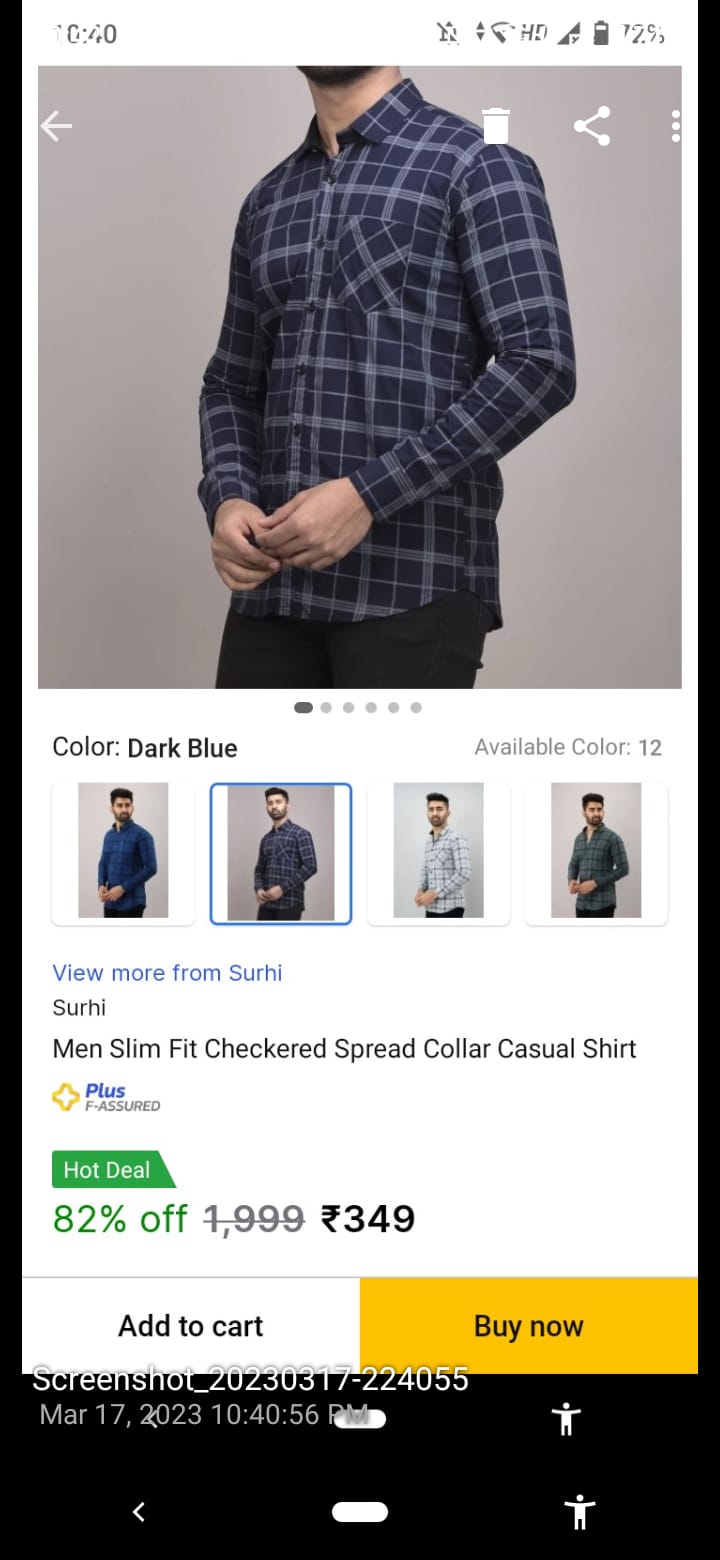 10:40
HD
72%
Color: Dark Blue
Available Color: 12
View more from Surhi
Surhi
Men Slim Fit Checkered Spread Collar Casual Shirt
Plus
F-ASSURED
Hot Deal
82% off 1,999 ₹349
Add to cart
Buy now
Screenshot_20230317-224055
Mar 17, 2023 10:40:56 PM